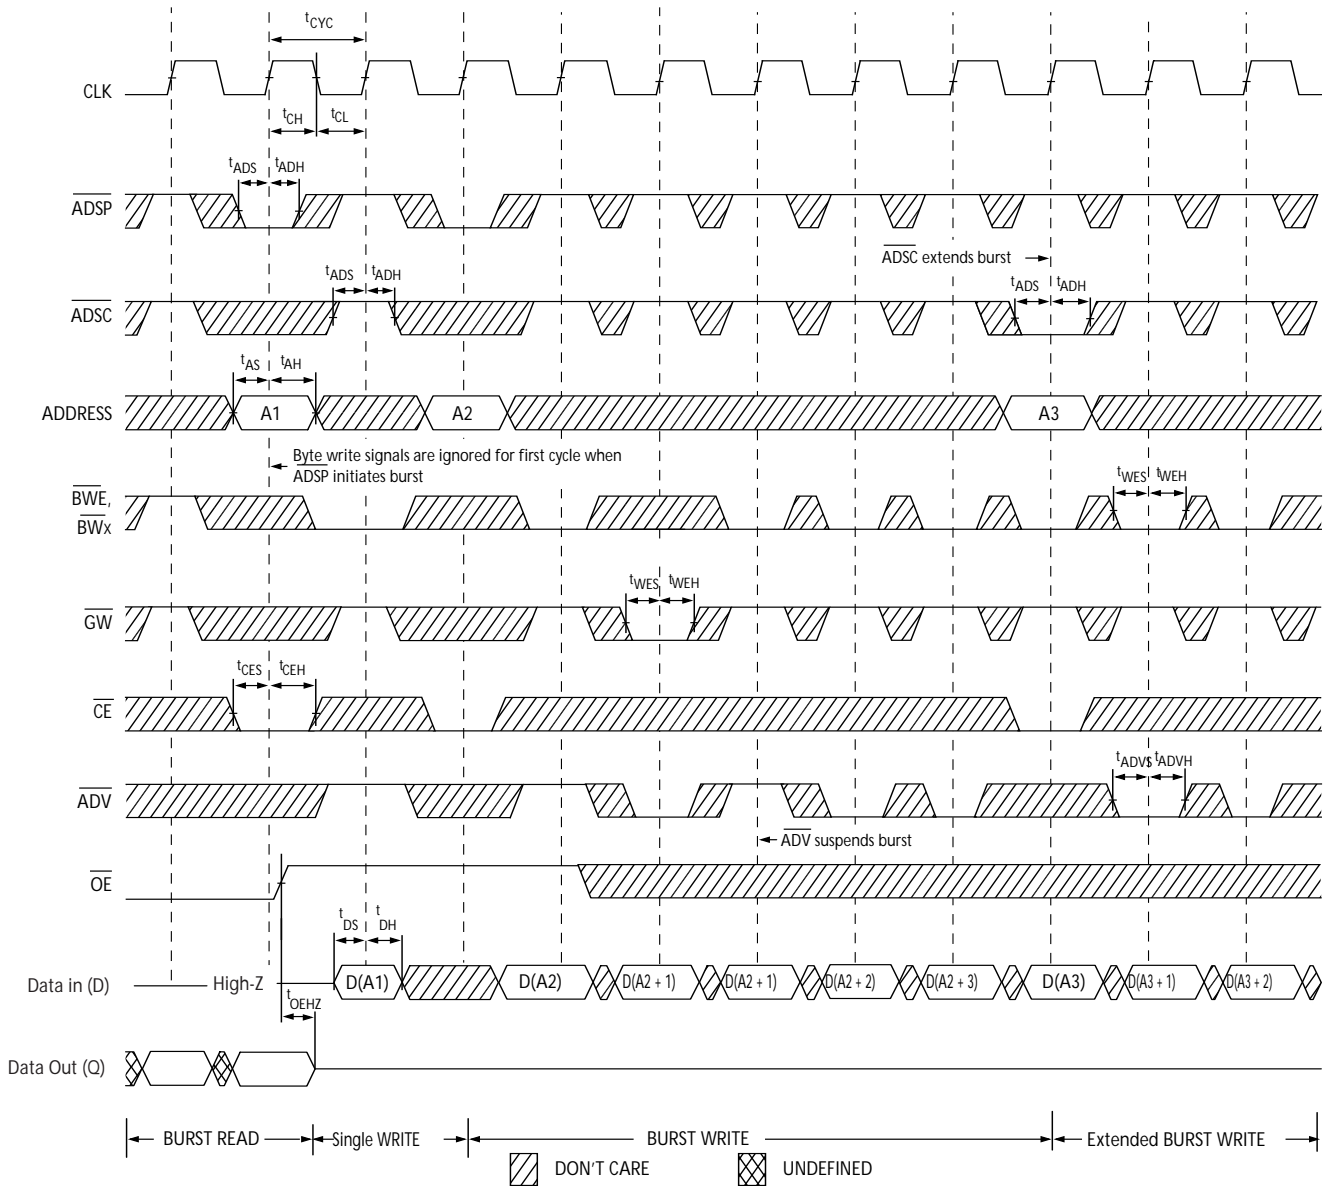 tCYC
CLK
tCH
tCL
tADS
tADH
ADSP
ADSC extends burst
tADS
tADH
tADS
tADH
ADSC
tAS
tAH
ADDRESS
A1
A2
A3
Byte write signals are ignored for first cycle when
ADSP initiates burst
BWE,
BWx
tWES
tWEH
tWES
tWEH
GW
tCES
tCEH
CE
tADVS
tADVH
ADV
ADV suspends burst
OE
tDS
tDH
Data in (D)
High-Z
D(A1)
D(A2)
D(A2 + 1)
D(A2 + 1)
D(A2 + 2)
D(A2 + 3)
D(A3)
D(A3 + 1)
D(A3 + 2)
tOEHZ
Data Out (Q)
BURST READ
Single WRITE
BURST WRITE
Extended BURST WRITE
DON'T CARE
UNDEFINED